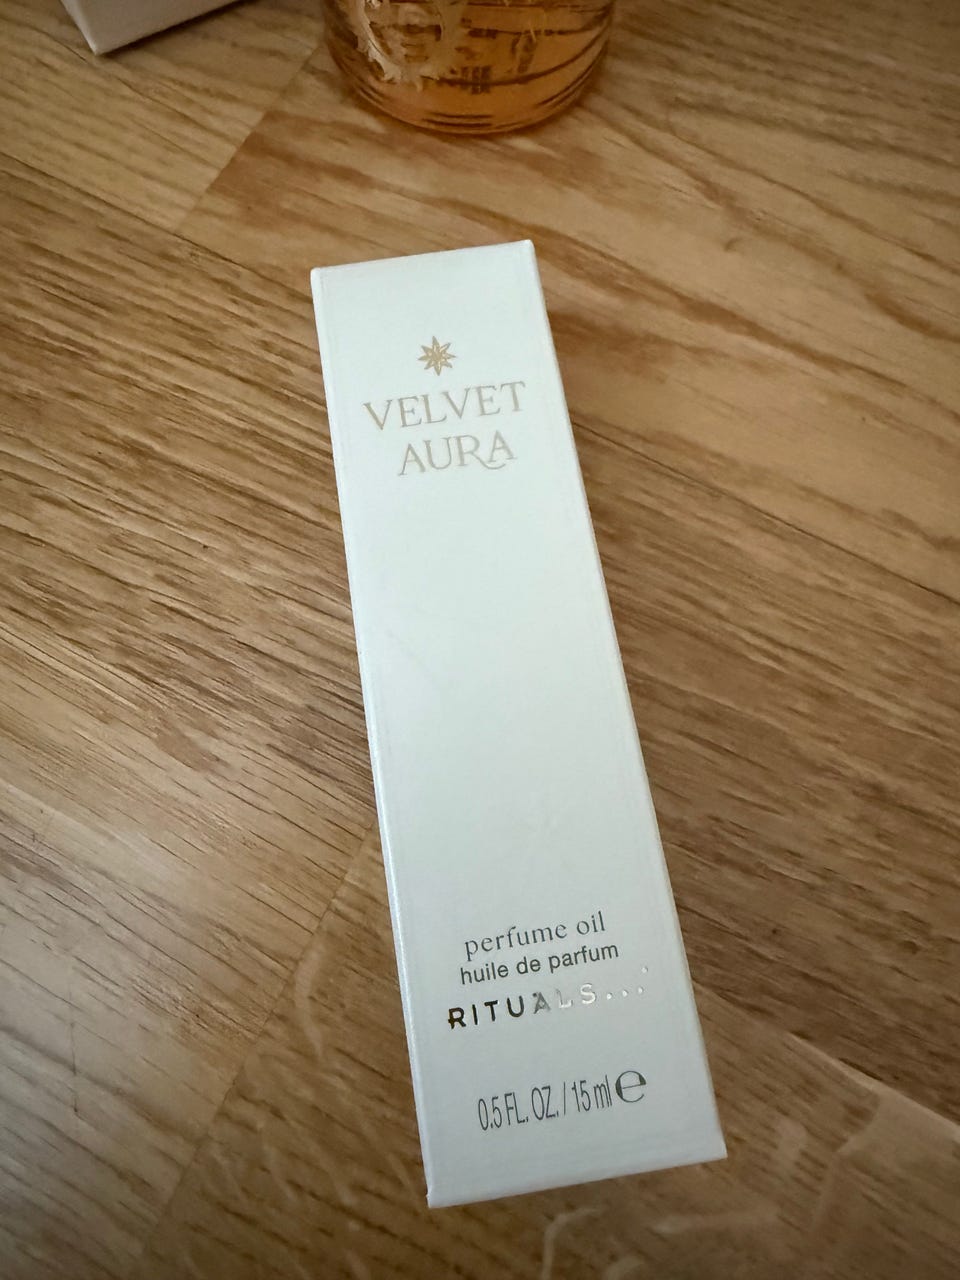 VELVET
AURA
perfume oil
huile de parfum
RITUALS...
0.5 FL. OZ. / 15 ml ℮